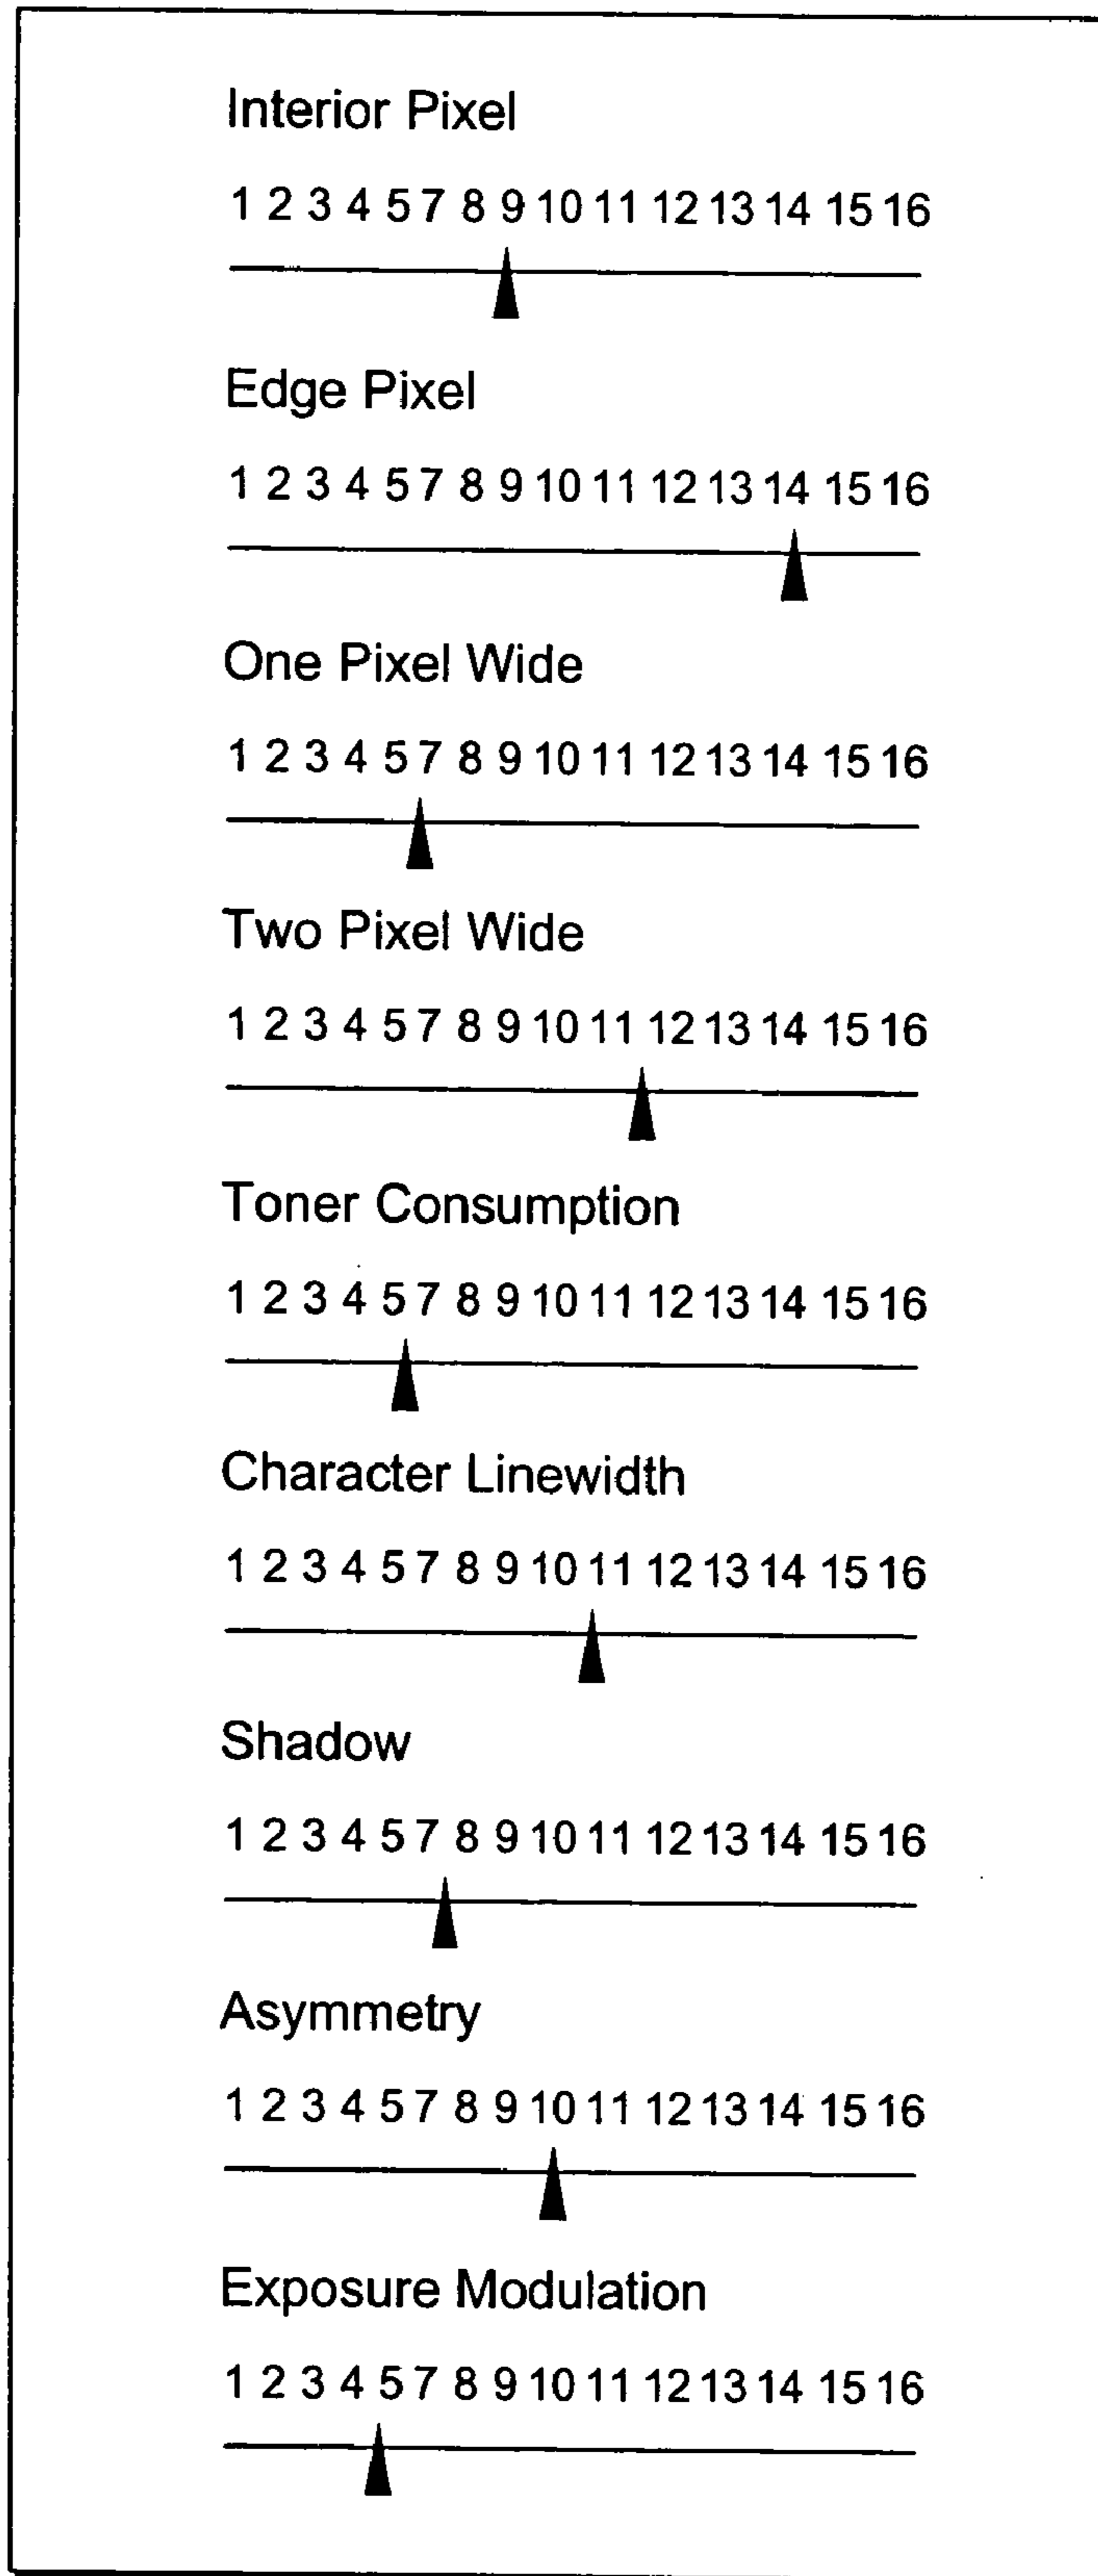 Interior Pixel
1 2 3 4 5 7 8 9 10 11 12 13 14 15 16
Edge Pixel
1 2 3 4 5 7 8 9 10 11 12 13 14 15 16
One Pixel Wide
1 2 3 4 5 7 8 9 10 11 12 13 14 15 16
Two Pixel Wide
1 2 3 4 5 7 8 9 10 11 12 13 14 15 16
Toner Consumption
1 2 3 4 5 7 8 9 10 11 12 13 14 15 16
Character Linewidth
1 2 3 4 5 7 8 9 10 11 12 13 14 15 16
Shadow
1 2 3 4 5 7 8 9 10 11 12 13 14 15 16
Asymmetry
1 2 3 4 5 7 8 9 10 11 12 13 14 15 16
Exposure Modulation
1 2 3 4 5 7 8 9 10 11 12 13 14 15 16